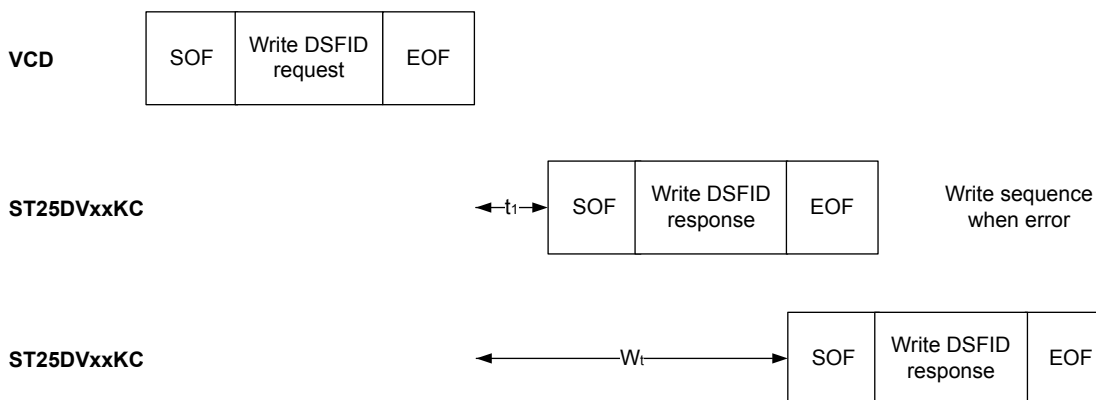 VCD
SOF
Write DSFID
request
EOF
ST25DVxxKC
t1
SOF
Write DSFID
response
EOF
Write sequence
when error
ST25DVxxKC
Wt
SOF
Write DSFID
response
EOF